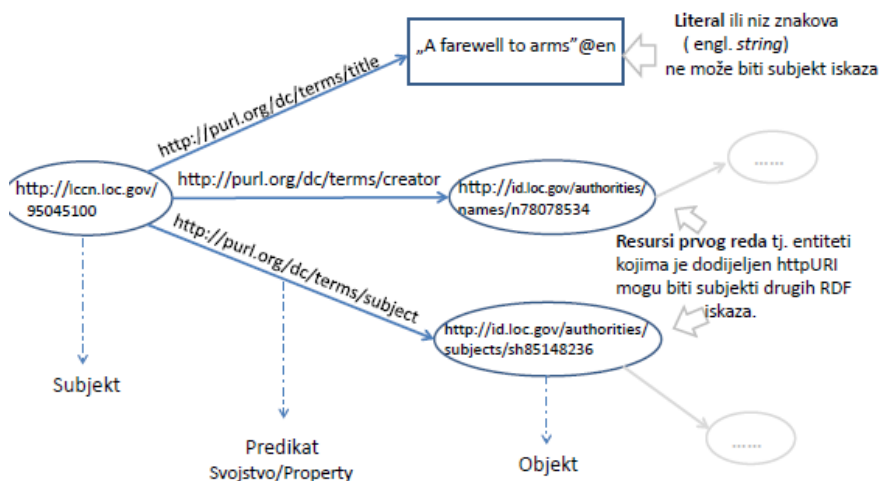 „A farewell to arms”@en
Literal ili niz znakova
( engl. string)
ne može biti subjekt iskaza
http://purl.org/dc/terms/title
http://lccn.loc.gov/
95045100
http://purl.org/dc/terms/creator
http://id.loc.gov/authorities/
names/n78078534
......
Resursi prvog reda tj. entiteti
kojima je dodijeljen httpURI
mogu biti subjekti drugih RDF
iskaza.
http://purl.org/dc/terms/subject
http://id.loc.gov/authorities/
subjects/sh85148236
Subjekt
Predikat
Svojstvo/Property
Objekt
......